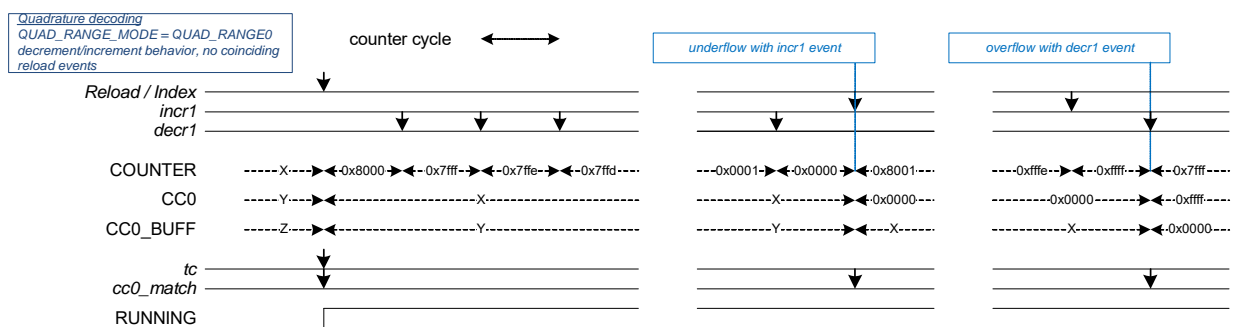 Quadrature decoding
QUAD_RANGE_MODE = QUAD_RANGE0
decrement/increment behavior, no coinciding
reload events
counter cycle
underflow with incr1 event
overflow with decr1 event
Reload / Index
incr1
decr1
COUNTER X 0x8000 0x7fff 0x7ffe 0x7ffd 0x0001 0x0000 0x8001 0xfffe 0xffff 0x7fff
CC0 Y X X 0x0000 0x0000 0xffff
CC0_BUFF Z Y Y X X 0x0000
tc
cc0_match
RUNNING